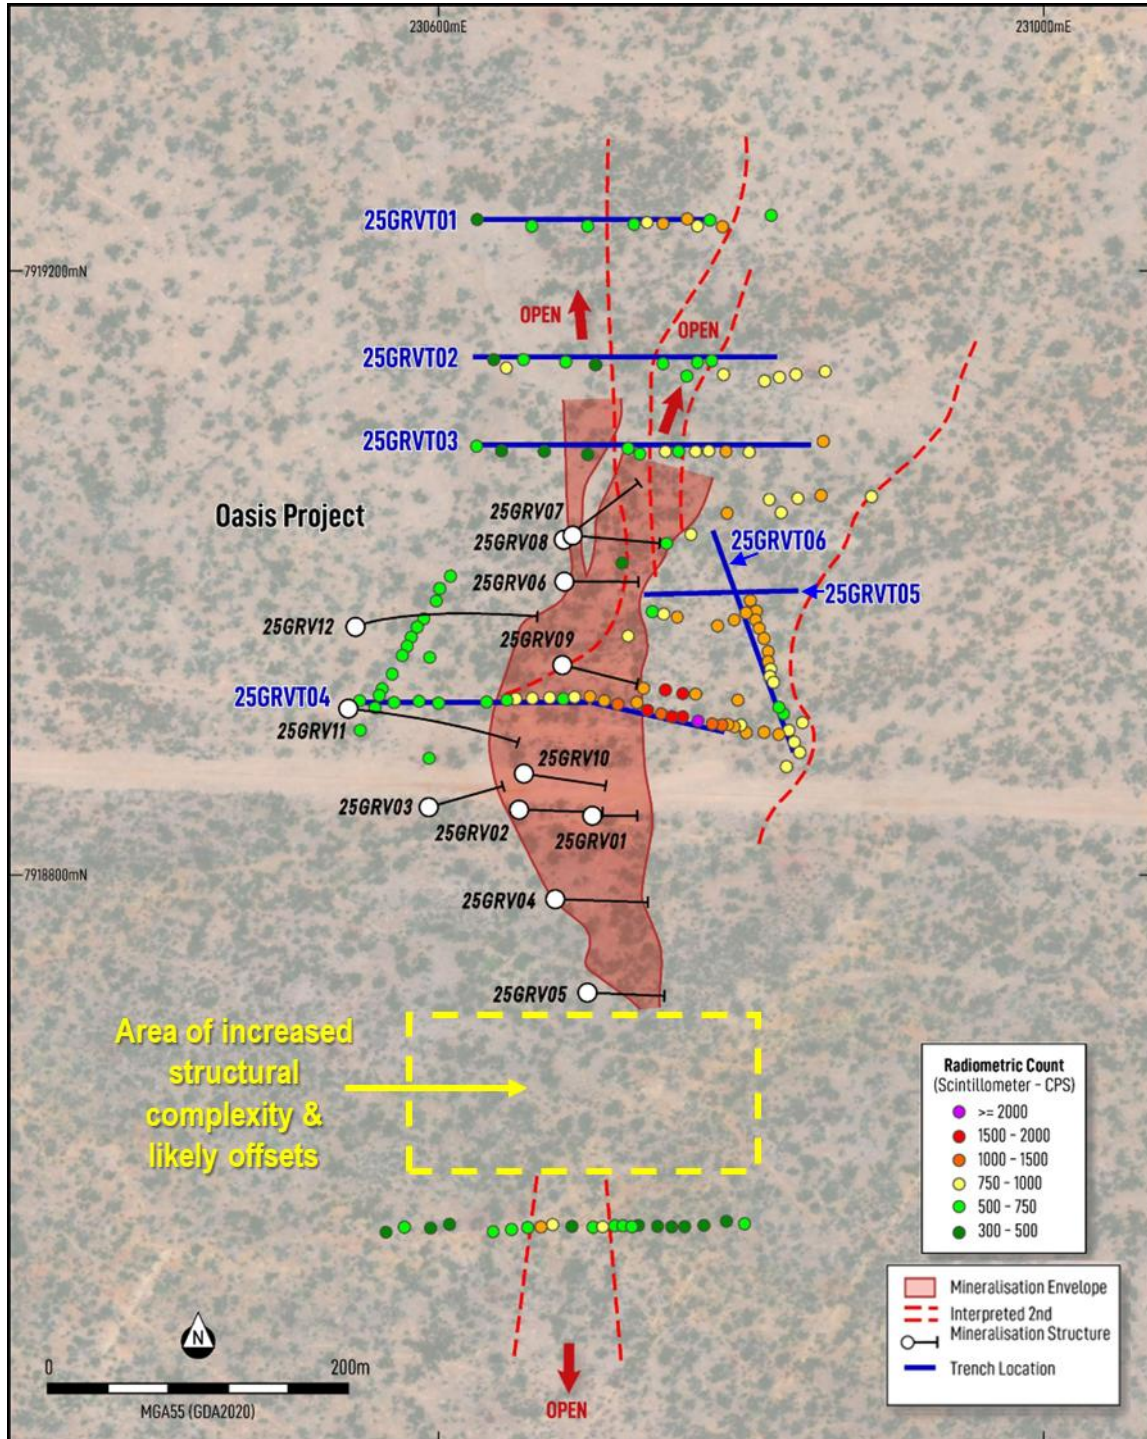 230600mE
231000mE
25GRVT01
7919200mN
OPEN
OPEN
25GRVT02
25GRVT03
Oasis Project
25GRV07
25GRV08
25GRVT06
25GRV06
25GRVT05
25GRV12
25GRV09
25GRVT04
25GRV11
25GRV10
25GRV03
25GRV02
25GRV01
7918800mN
25GRV04
25GRV05
Area of increased
structural
complexity &
likely offsets
Radiometric Count
(Scintillometer - CPS)
>= 2000
1500 - 2000
1000 - 1500
750 - 1000
500 - 750
300 - 500
Mineralisation Envelope
Interpreted 2nd
Mineralisation Structure
Trench Location
N
0
200m
MGA55 (GDA2020)
OPEN